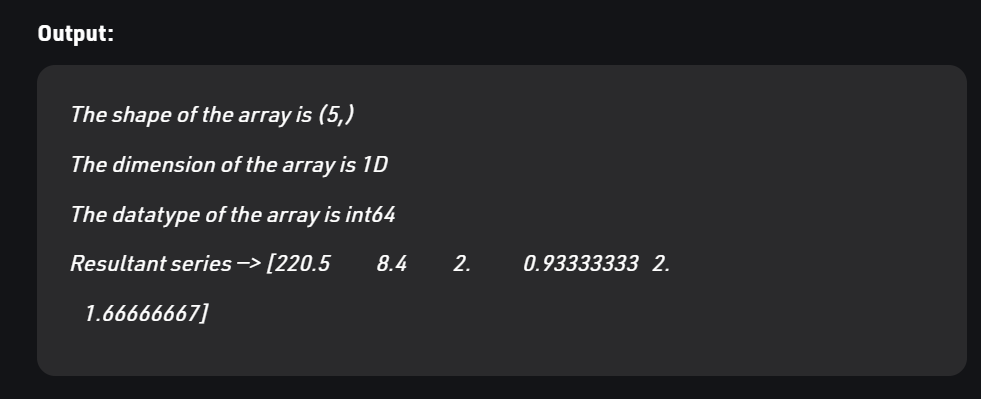 Output:
The shape of the array is (5,)
The dimension of the array is 1D
The datatype of the array is int64
Resultant series –> [220.5 8.4 2. 0.93333333 2.
1.66666667]